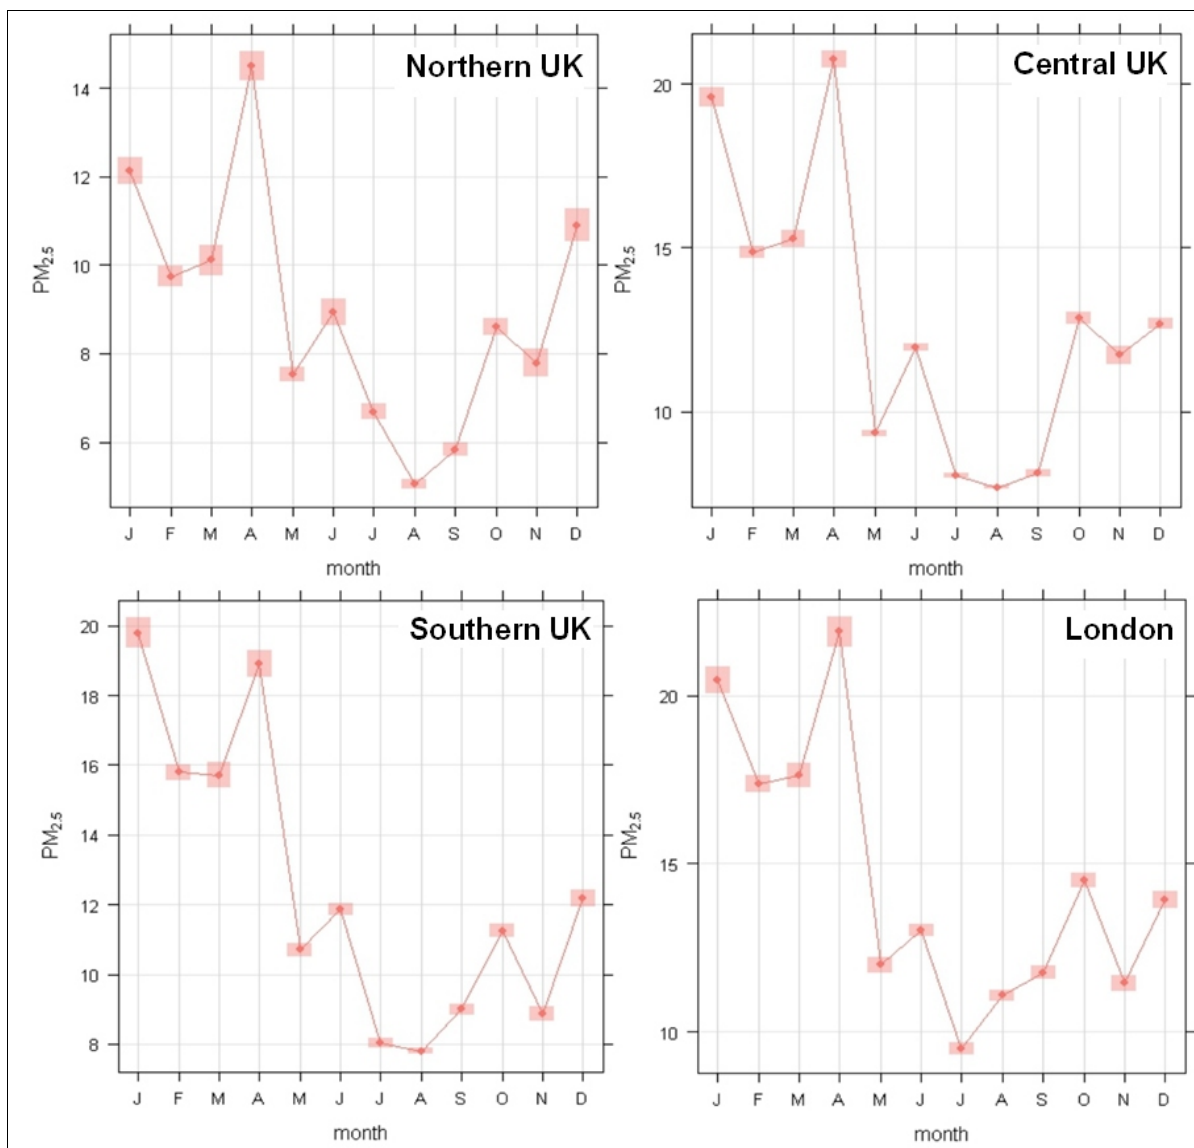 Northern UK
14
12
10
8
6
PM2.5
J F M A M J J A S O N D
month
Central UK
20
15
10
PM2.5
J F M A M J J A S O N D
month
Southern UK
20
18
16
14
12
10
8
PM2.5
J F M A M J J A S O N D
month
London
20
15
10
PM2.5
J F M A M J J A S O N D
month